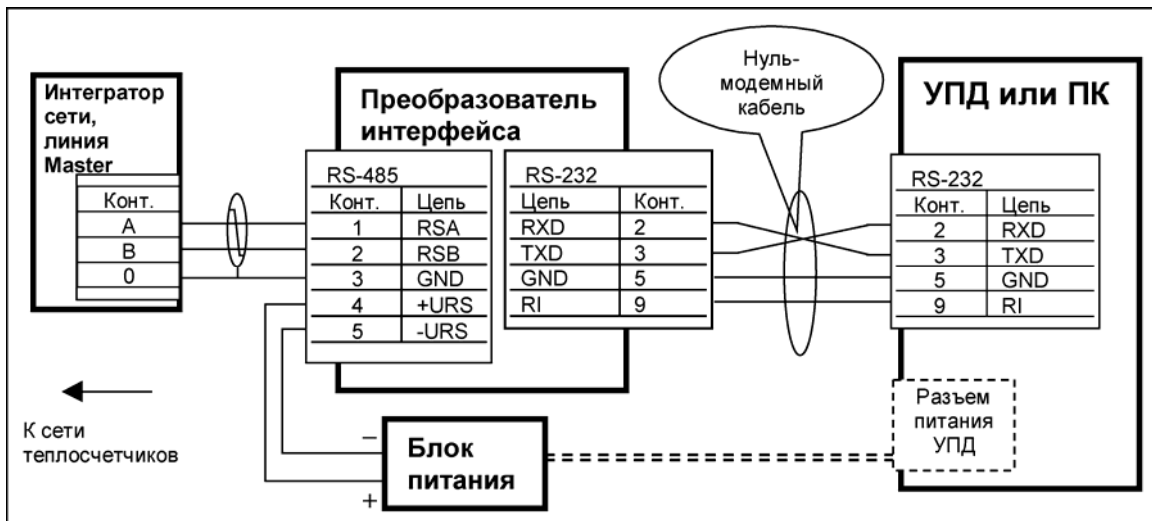 Интегратор
сети,
линия
Master
Конт.
A
B
0
К сети
теплосчетчиков
Преобразователь
интерфейса
RS-485
Конт. Цепь
1 RSA
2 RSB
3 GND
4 +URS
5 -URS
RS-232
Цепь Конт.
RXD 2
TXD 3
GND 5
RI 9
Нуль-
модемный
кабель
УПД или ПК
RS-232
Конт. Цепь
2 RXD
3 TXD
5 GND
9 RI
Разъем
питания
УПД
–
Блок
питания
+